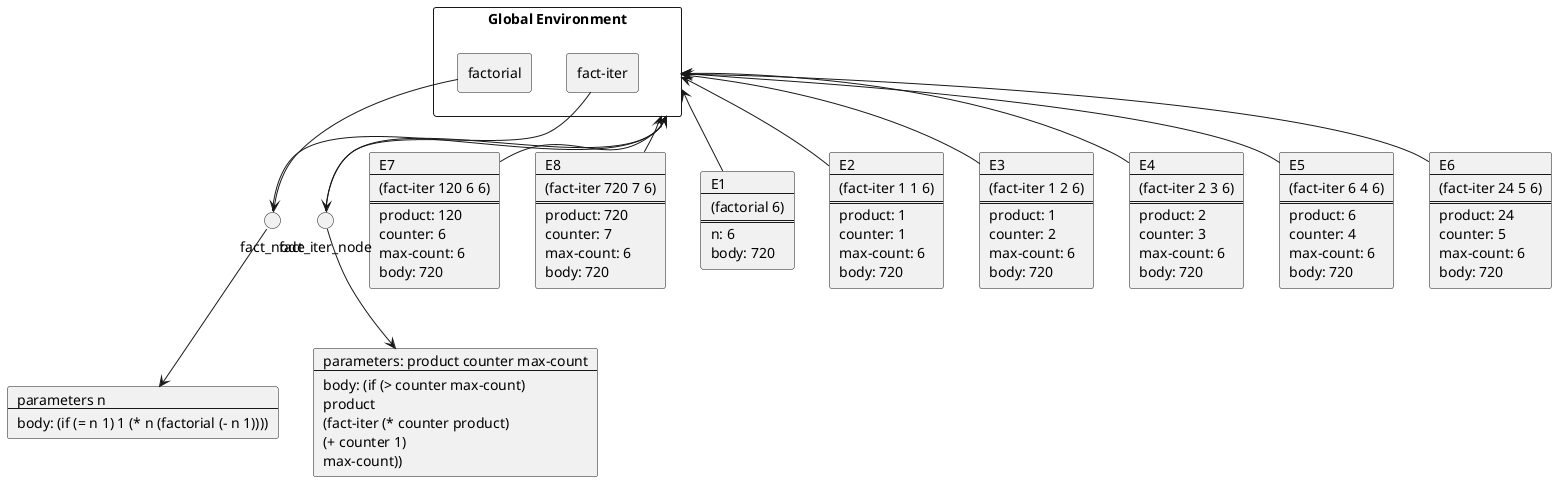 Global Environment
factorial
fact-iter
E7
(fact-iter 120 6 6)
product: 120
counter: 6
max-count: 6
body: 720
E8
(fact-iter 720 7 6)
product: 720
counter: 7
max-count: 6
body: 720
E1
(factorial 6)
n: 6
body: 720
E2
(fact-iter 1 1 6)
product: 1
counter: 1
max-count: 6
body: 720
E3
(fact-iter 1 2 6)
product: 1
counter: 2
max-count: 6
body: 720
E4
(fact-iter 2 3 6)
product: 2
counter: 3
max-count: 6
body: 720
E5
(fact-iter 6 4 6)
product: 6
counter: 4
max-count: 6
body: 720
E6
(fact-iter 24 5 6)
product: 24
counter: 5
max-count: 6
body: 720
fact_node
fact_iter_node
parameters n
body: (if (= n 1) 1 (* n (factorial (- n 1))))
parameters: product counter max-count
body: (if (> counter max-count)
product
(fact-iter (* counter product)
(+ counter 1)
max-count))